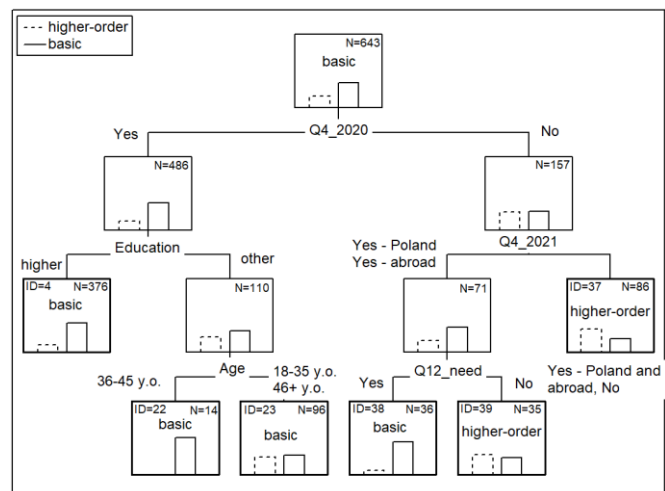 higher-order
basic
N=643
basic
Q4_2020
Yes
No
N=486
N=157
Education
Q4_2021
higher
other
Yes - Poland
Yes - abroad
ID=4 N=376
basic
N=110
N=71
ID=37 N=86
higher-order
Age
Q12_need
Yes - Poland and
abroad, No
36-45 y.o.
18-35 y.o.
46+ y.o.
Yes
No
ID=22 N=14
basic
ID=23 N=96
basic
ID=38 N=36
basic
ID=39 N=35
higher-order